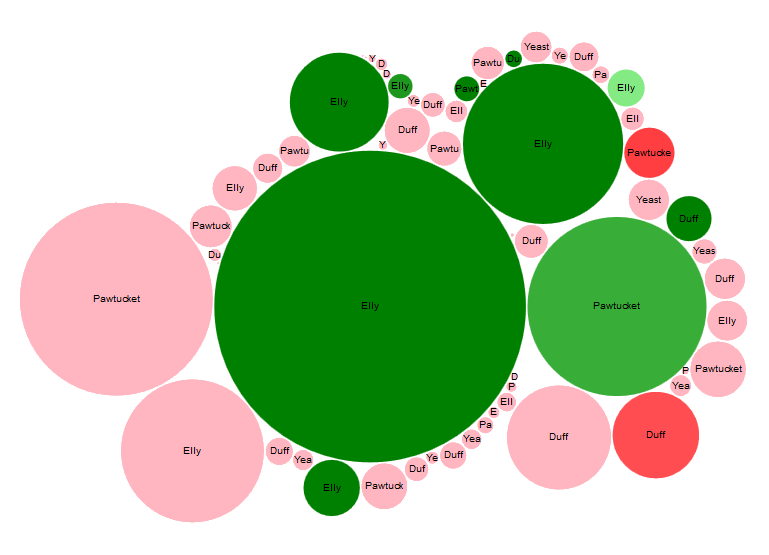 Yeast
Pawtu
Du
Ye
Duff
Y
D
Pa
D
E
Elly
Elly
Pawt
Elly
Ye
Duff
Ell
Ell
Duff
Elly
Y
Pawtu
Pawtu
Pawtucke
Duff
Elly
Yeast
Duff
Pawtuck
Duff
Yeas
Du
Duff
Pawtucket
Elly
Pawtucket
Elly
Pawtucket
P
D
Yea
P
Ell
E
Pa
Duff
Duff
Yea
Elly
Duff
Duff
Ye
Yea
Duf
Elly
Pawtuck